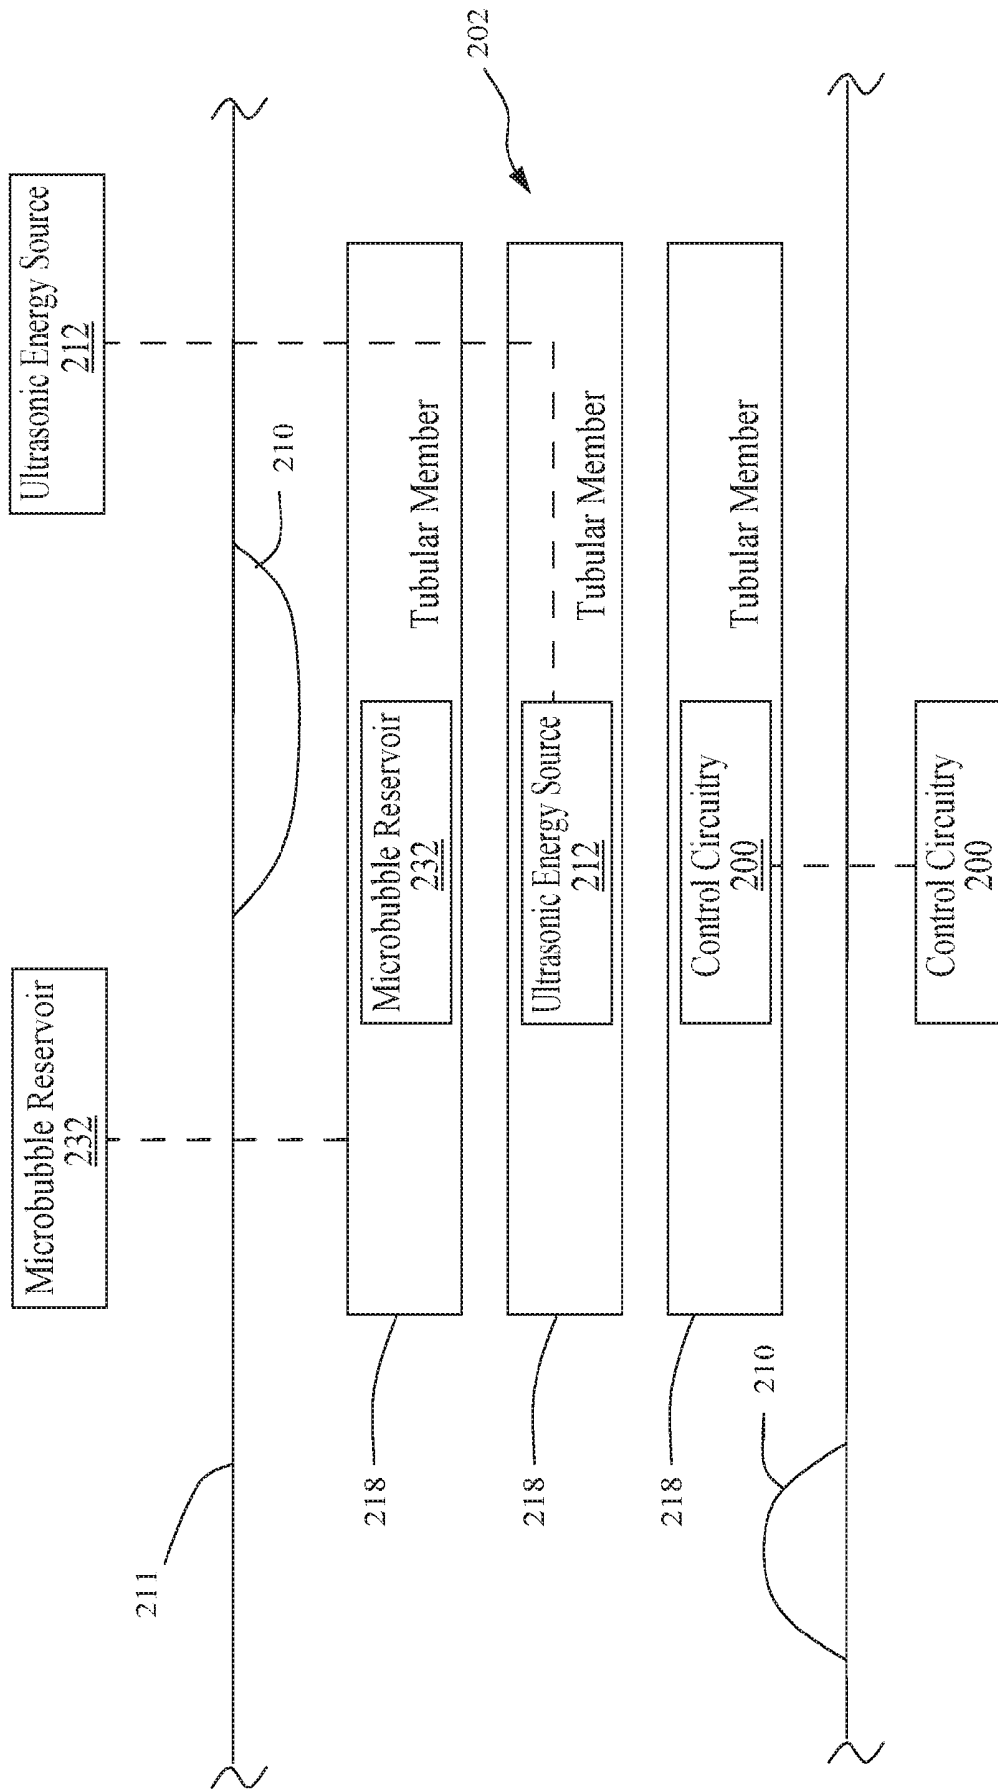 Microbubble Reservoir
232
Ultrasonic Energy Source
212
211
210
202
218
Microbubble Reservoir
232
Tubular Member
218
Ultrasonic Energy Source
212
Tubular Member
218
Control Circuitry
200
Tubular Member
210
Control Circuitry
200